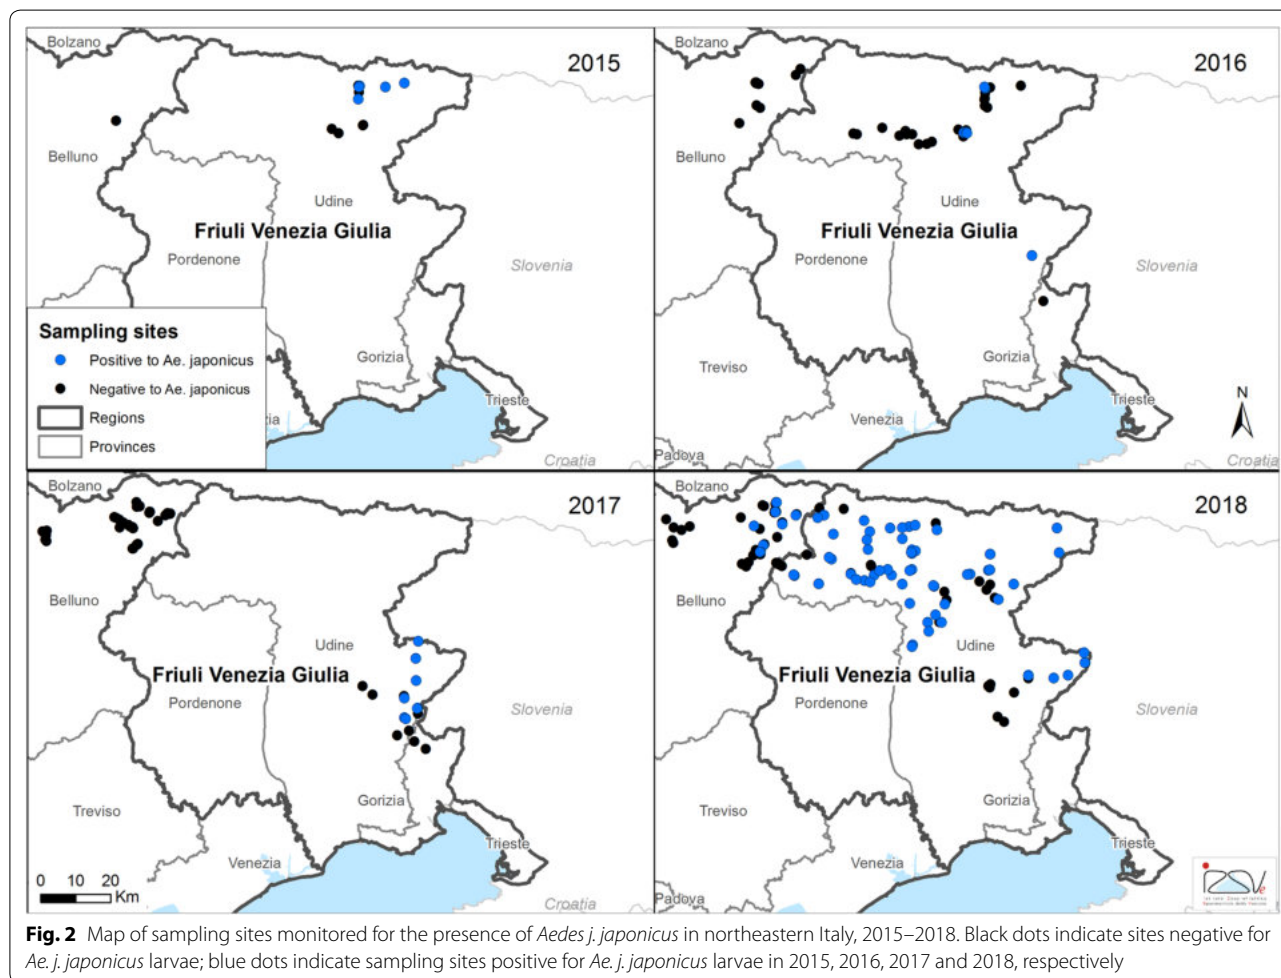 Bolzano
2015
Belluno
Udine
Friuli Venezia Giulia
Pordenone
Slovenia
Sampling sites
Positive to Ae. japonicus
Negative to Ae. japonicus
Regions
Provinces
Gorizia
Trieste
zia
Croatia
Bolzano
2016
Belluno
Udine
Friuli Venezia Giulia
Pordenone
Slovenia
Treviso
Gorizia
Venezia
Trieste
N
Padova
Croatia
Bolzano
2017
Belluno
Udine
Friuli Venezia Giulia
Pordenone
Slovenia
Treviso
Gorizia
Venezia
Trieste
0 10 20
Km
Croatia
Bolzano
2018
Belluno
Udine
Friuli Venezia Giulia
Pordenone
Slovenia
Treviso
Gorizia
Venezia
Trieste
Padova
Fig. 2 Map of sampling sites monitored for the presence of Aedes j. japonicus in northeastern Italy, 2015–2018. Black dots indicate sites negative for
Ae. j. japonicus larvae; blue dots indicate sampling sites positive for Ae. j. japonicus larvae in 2015, 2016, 2017 and 2018, respectively